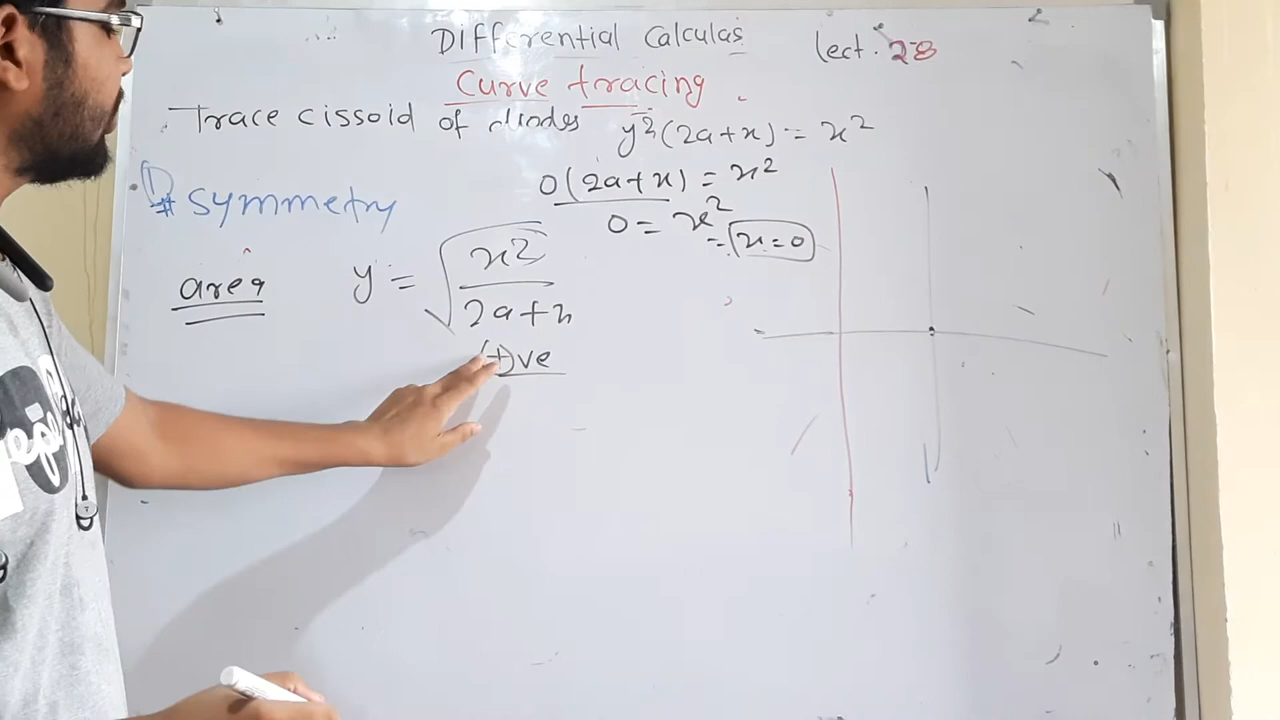 Differential Calculas
Lect. 28
Curve tracing
Trace cissoid of y²(2a+x) = x²
0(2a+x) = x²
0 = x²
= x=0
① # Symmetry
area y = √(x²/(2a+x))
(+)ve